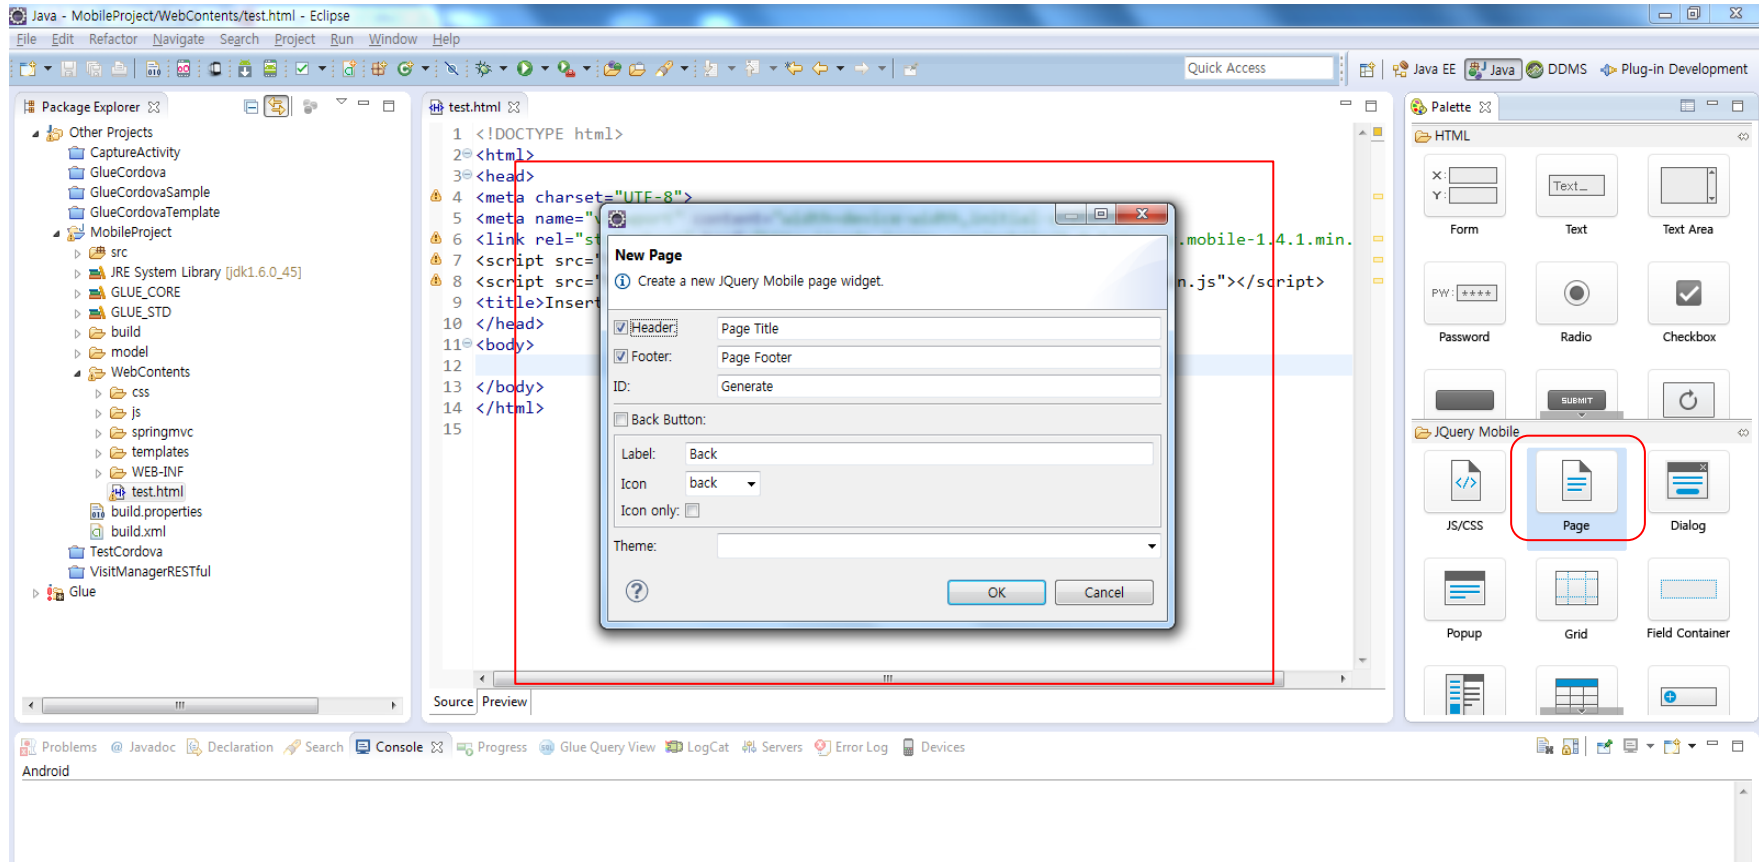 Java - MobileProject/WebContents/test.html - Eclipse
File Edit Refactor Navigate Search Project Run Window Help
Quick Access
Java EE
Java
DDMS
Plug-in Development
Package Explorer
Other Projects
CaptureActivity
GlueCordova
GlueCordovaSample
GlueCordovaTemplate
MobileProject
src
JRE System Library [jdk1.6.0_45]
GLUE_CORE
GLUE_STD
build
model
WebContents
css
js
springmvc
templates
WEB-INF
test.html
build.properties
build.xml
TestCordova
VisitManagerRESTful
Glue
test.html
1 <!DOCTYPE html>
2 <html>
3 <head>
4 <meta charset="UTF-8">
5 <meta name="
6 <link rel="st .mobile-1.4.1.min.
7 <script src="
8 <script src=" n.js"></script>
9 <title>Insert
10 </head>
11 <body>
12
13 </body>
14 </html>
15
Source Preview
New Page
Create a new JQuery Mobile page widget.
Header: Page Title
Footer: Page Footer
ID: Generate
Back Button:
Label: Back
Icon back
Icon only:
Theme:
OK Cancel
Palette
HTML
X:
Y:
Text_
Form Text Text Area
PW: ****
Password Radio Checkbox
SUBMIT
JQuery Mobile
JS/CSS Page Dialog
Popup Grid Field Container
Problems @ Javadoc Declaration Search Console Progress Glue Query View LogCat Servers Error Log Devices
Android